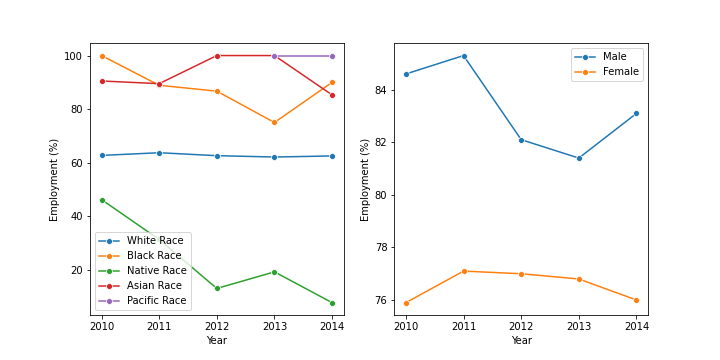 100
80
60
40
20
Employment (%)
White Race
Black Race
Native Race
Asian Race
Pacific Race
2010 2011 2012 2013 2014
Year
84
82
80
78
76
Employment (%)
Male
Female
2010 2011 2012 2013 2014
Year